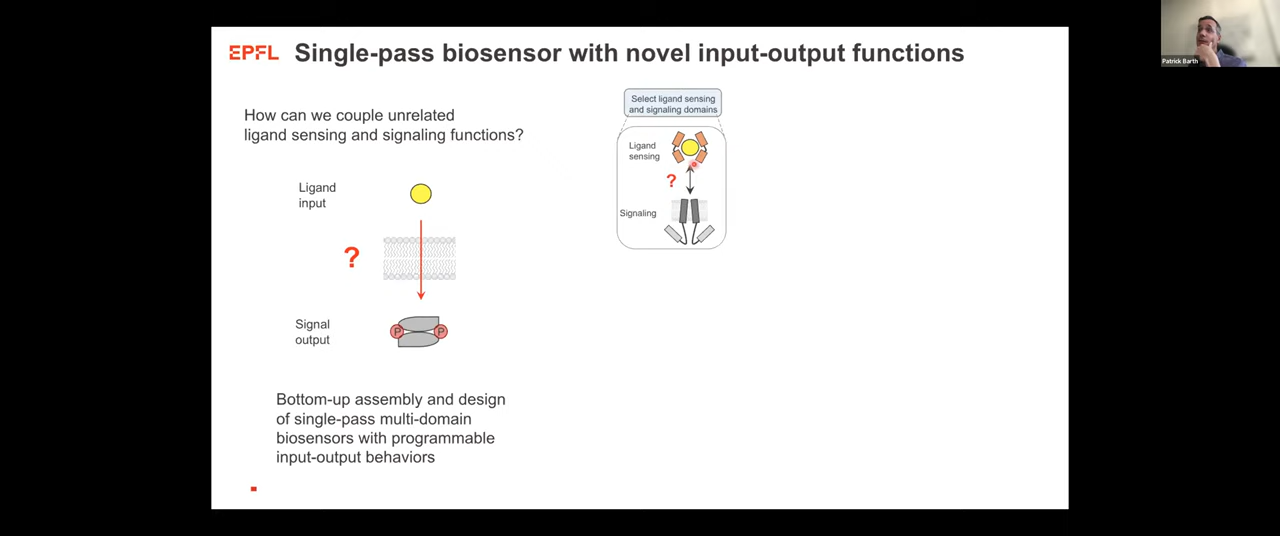 EPFL Single-pass biosensor with novel input-output functions
Patrick Barth
How can we couple unrelated
ligand sensing and signaling functions?
Ligand
input
?
Signal
output
P P
Bottom-up assembly and design
of single-pass multi-domain
biosensors with programmable
input-output behaviors
Select ligand sensing
and signaling domains
Ligand
sensing
?
Signaling